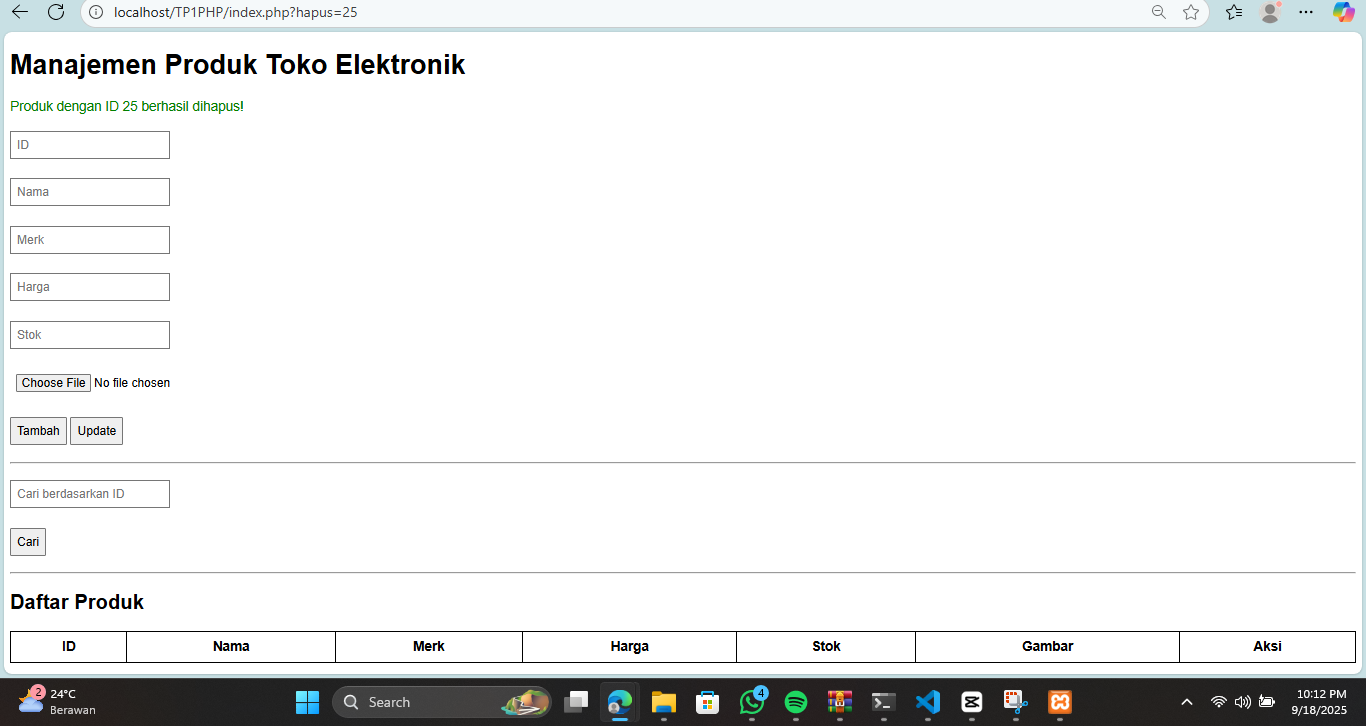 localhost/TP1PHP/index.php?hapus=25
Manajemen Produk Toko Elektronik
Produk dengan ID 25 berhasil dihapus!
ID
Nama
Merk
Harga
Stok
Choose File No file chosen
Tambah Update
Cari berdasarkan ID
Cari
Daftar Produk
ID Nama Merk Harga Stok Gambar Aksi
2 24°C
Berawan
Search
4
10:12 PM
9/18/2025